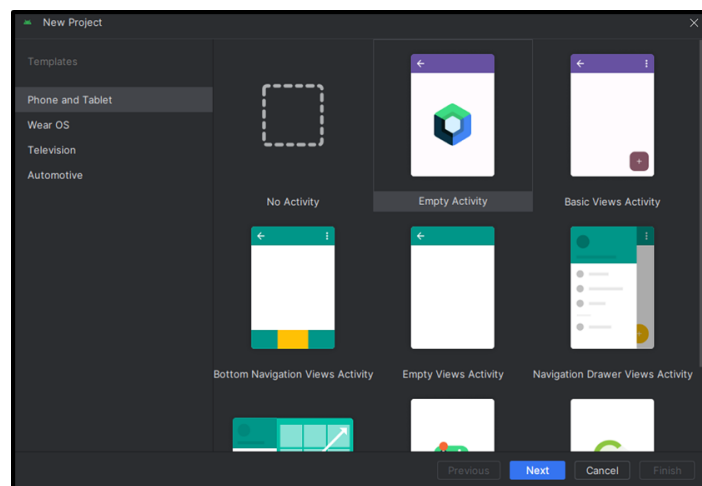 New Project
Templates
Phone and Tablet
Wear OS
Television
Automotive
No Activity
Empty Activity
Basic Views Activity
Bottom Navigation Views Activity
Empty Views Activity
Navigation Drawer Views Activity
Previous
Next
Cancel
Finish